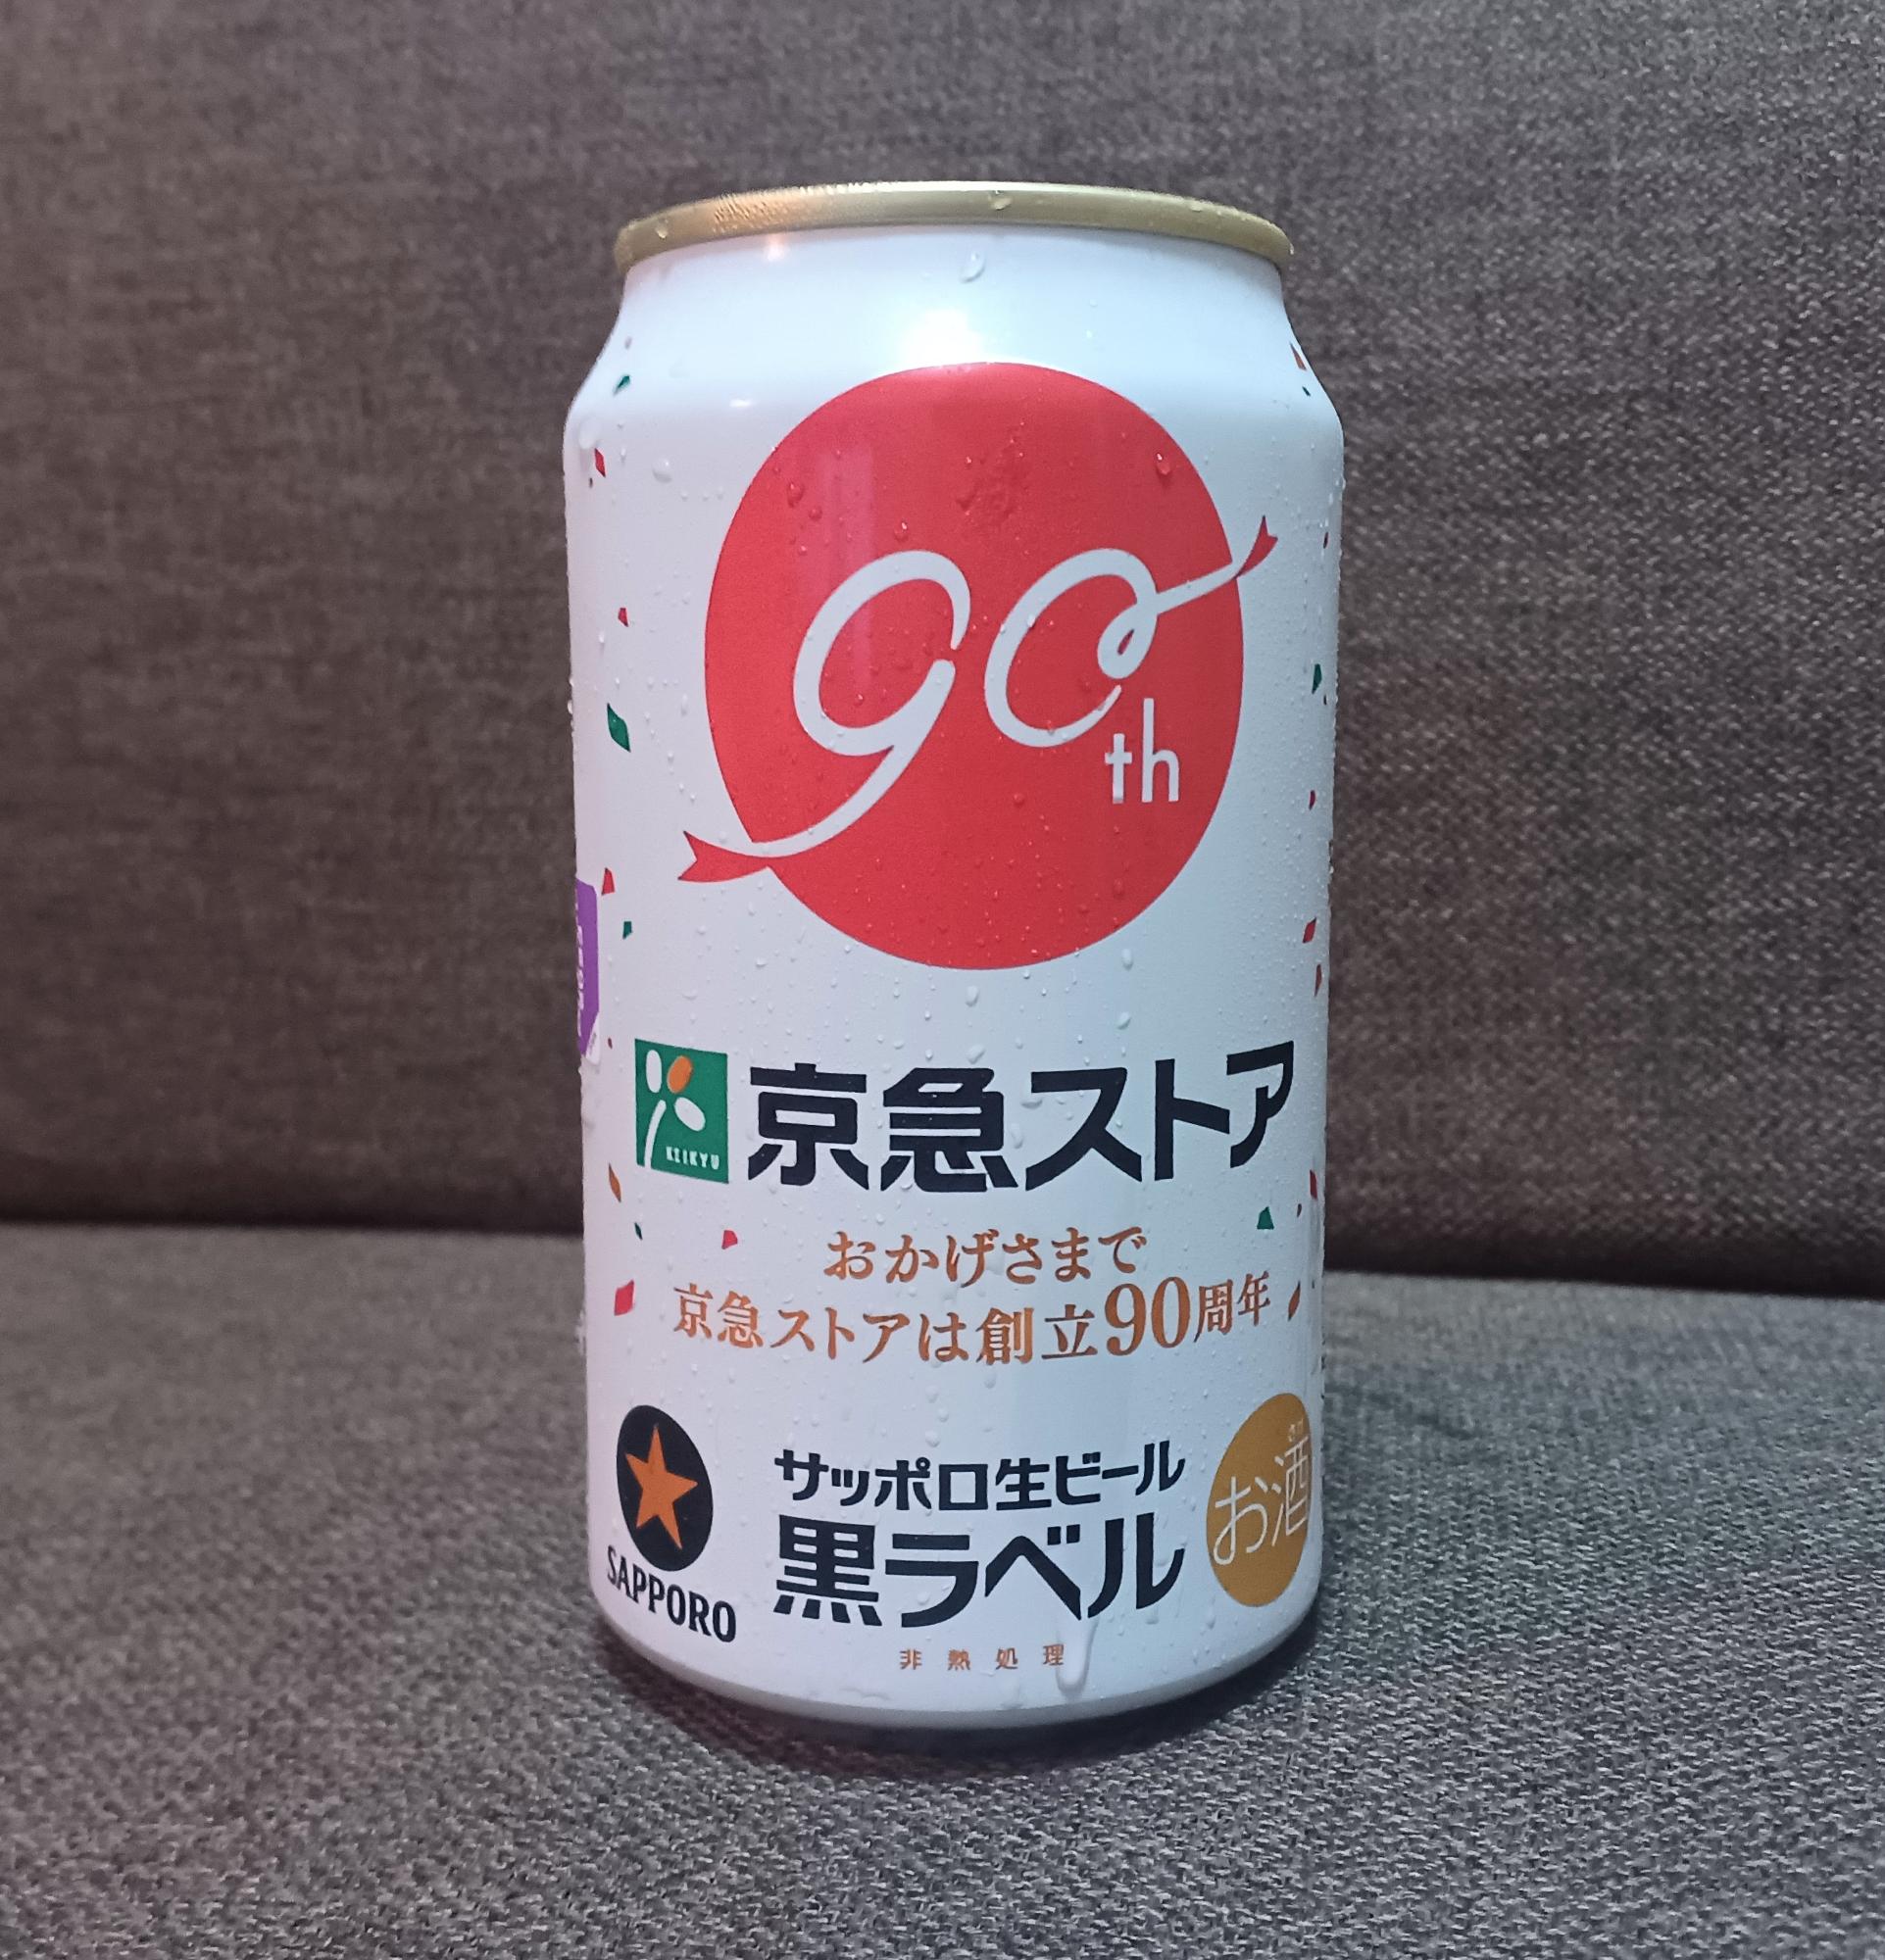 90th
KEIKYU
京急ストア
おかげさまで
京急ストアは創立90周年
SAPPORO
サッポロ生ビール
黒ラベル
お酒
非熱処理